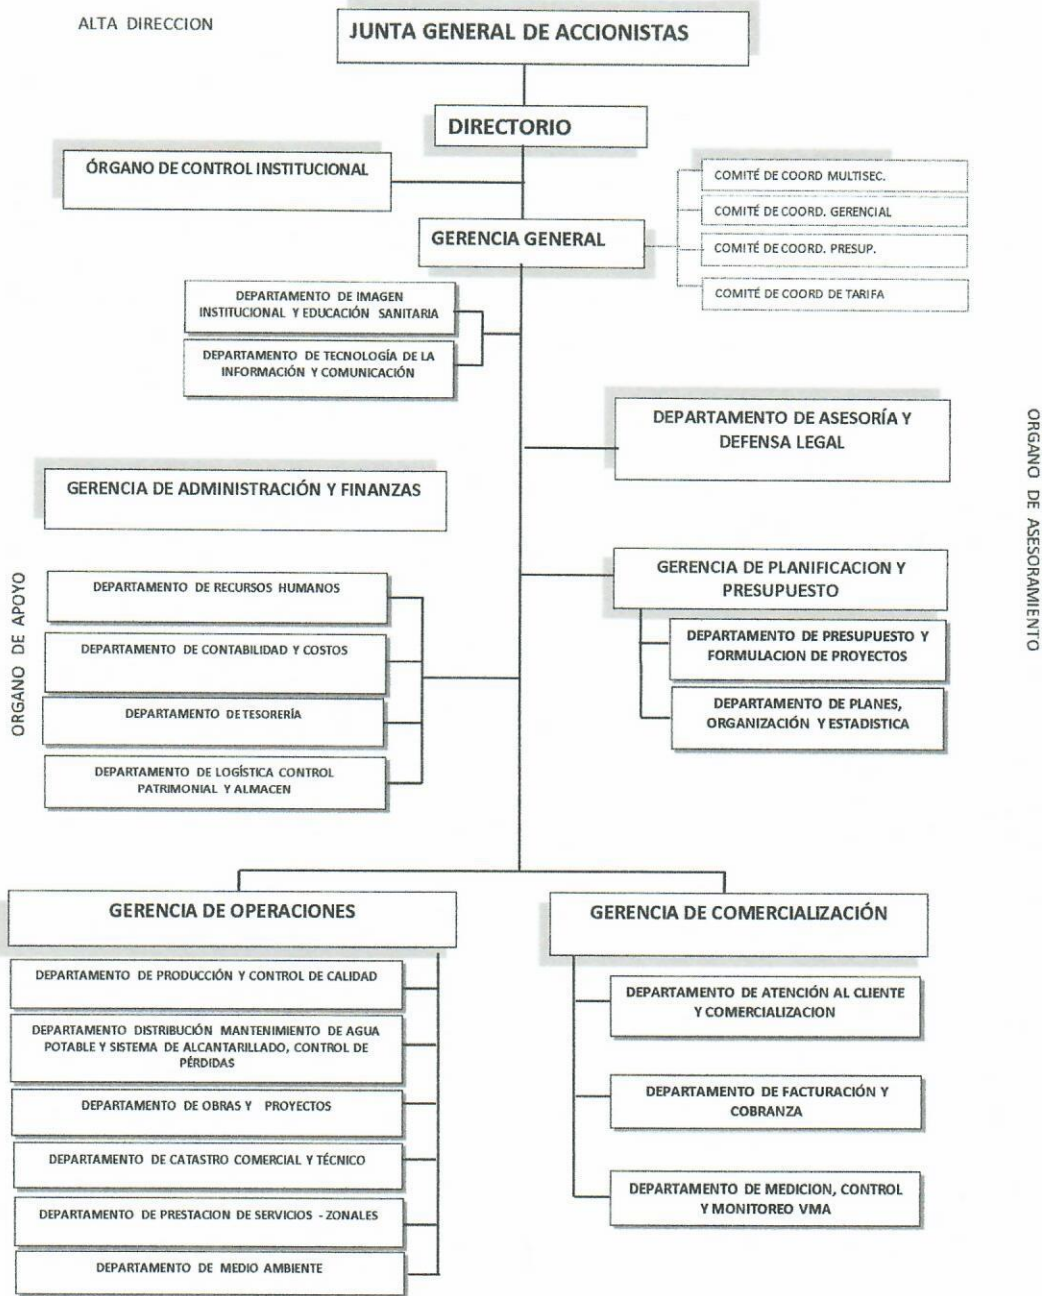 ALTA DIRECCION
JUNTA GENERAL DE ACCIONISTAS
DIRECTORIO
ÓRGANO DE CONTROL INSTITUCIONAL
COMITÉ DE COORD MULTISEC.
COMITÉ DE COORD. GERENCIAL
GERENCIA GENERAL
COMITÉ DE COORD. PRESUP.
COMITÉ DE COORD DE TARIFA
DEPARTAMENTO DE IMAGEN
INSTITUCIONAL Y EDUCACIÓN SANITARIA
DEPARTAMENTO DE TECNOLOGÍA DE LA
INFORMACIÓN Y COMUNICACIÓN
DEPARTAMENTO DE ASESORÍA Y
DEFENSA LEGAL
ORGANO DE ASESORAMIENTO
GERENCIA DE ADMINISTRACIÓN Y FINANZAS
ORGANO DE APOYO
DEPARTAMENTO DE RECURSOS HUMANOS
DEPARTAMENTO DE CONTABILIDAD Y COSTOS
DEPARTAMENTO DE TESORERÍA
DEPARTAMENTO DE LOGÍSTICA CONTROL
PATRIMONIAL Y ALMACEN
GERENCIA DE PLANIFICACION Y
PRESUPUESTO
DEPARTAMENTO DE PRESUPUESTO Y
FORMULACION DE PROYECTOS
DEPARTAMENTO DE PLANES,
ORGANIZACIÓN Y ESTADISTICA
GERENCIA DE OPERACIONES
DEPARTAMENTO DE PRODUCCIÓN Y CONTROL DE CALIDAD
DEPARTAMENTO DISTRIBUCIÓN MANTENIMIENTO DE AGUA
POTABLE Y SISTEMA DE ALCANTARILLADO, CONTROL DE
PÉRDIDAS
DEPARTAMENTO DE OBRAS Y PROYECTOS
DEPARTAMENTO DE CATASTRO COMERCIAL Y TÉCNICO
DEPARTAMENTO DE PRESTACION DE SERVICIOS - ZONALES
DEPARTAMENTO DE MEDIO AMBIENTE
GERENCIA DE COMERCIALIZACIÓN
DEPARTAMENTO DE ATENCIÓN AL CLIENTE
Y COMERCIALIZACION
DEPARTAMENTO DE FACTURACIÓN Y
COBRANZA
DEPARTAMENTO DE MEDICION, CONTROL
Y MONITOREO VMA